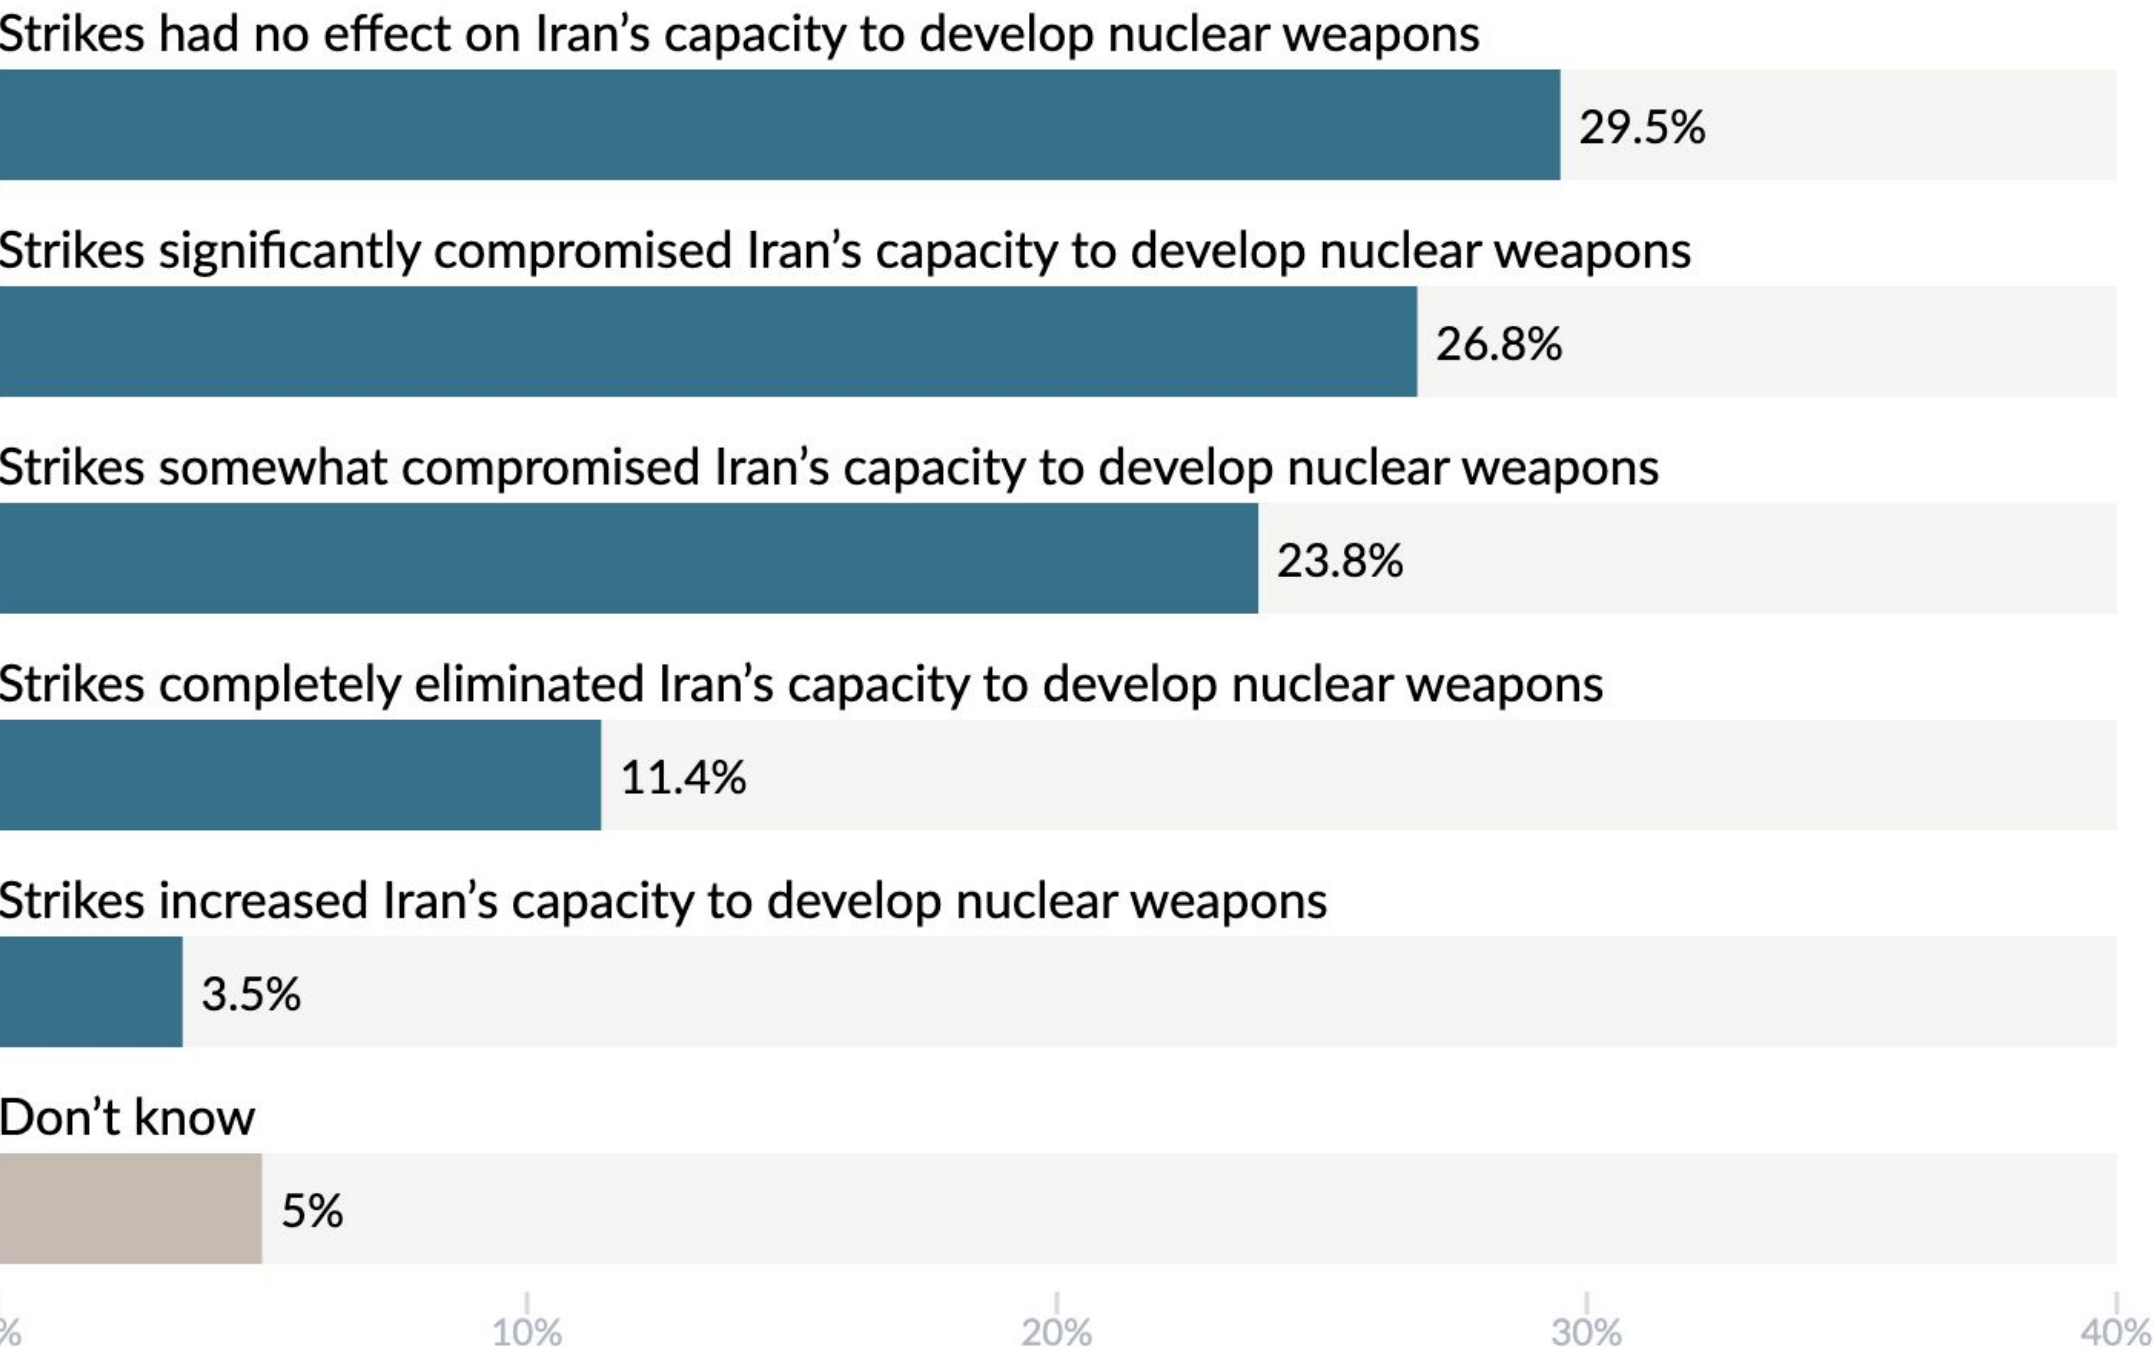 Strikes had no effect on Iran’s capacity to develop nuclear weapons
29.5%
Strikes significantly compromised Iran’s capacity to develop nuclear weapons
26.8%
Strikes somewhat compromised Iran’s capacity to develop nuclear weapons
23.8%
Strikes completely eliminated Iran’s capacity to develop nuclear weapons
11.4%
Strikes increased Iran’s capacity to develop nuclear weapons
3.5%
Don’t know
5%
% 10% 20% 30% 40%